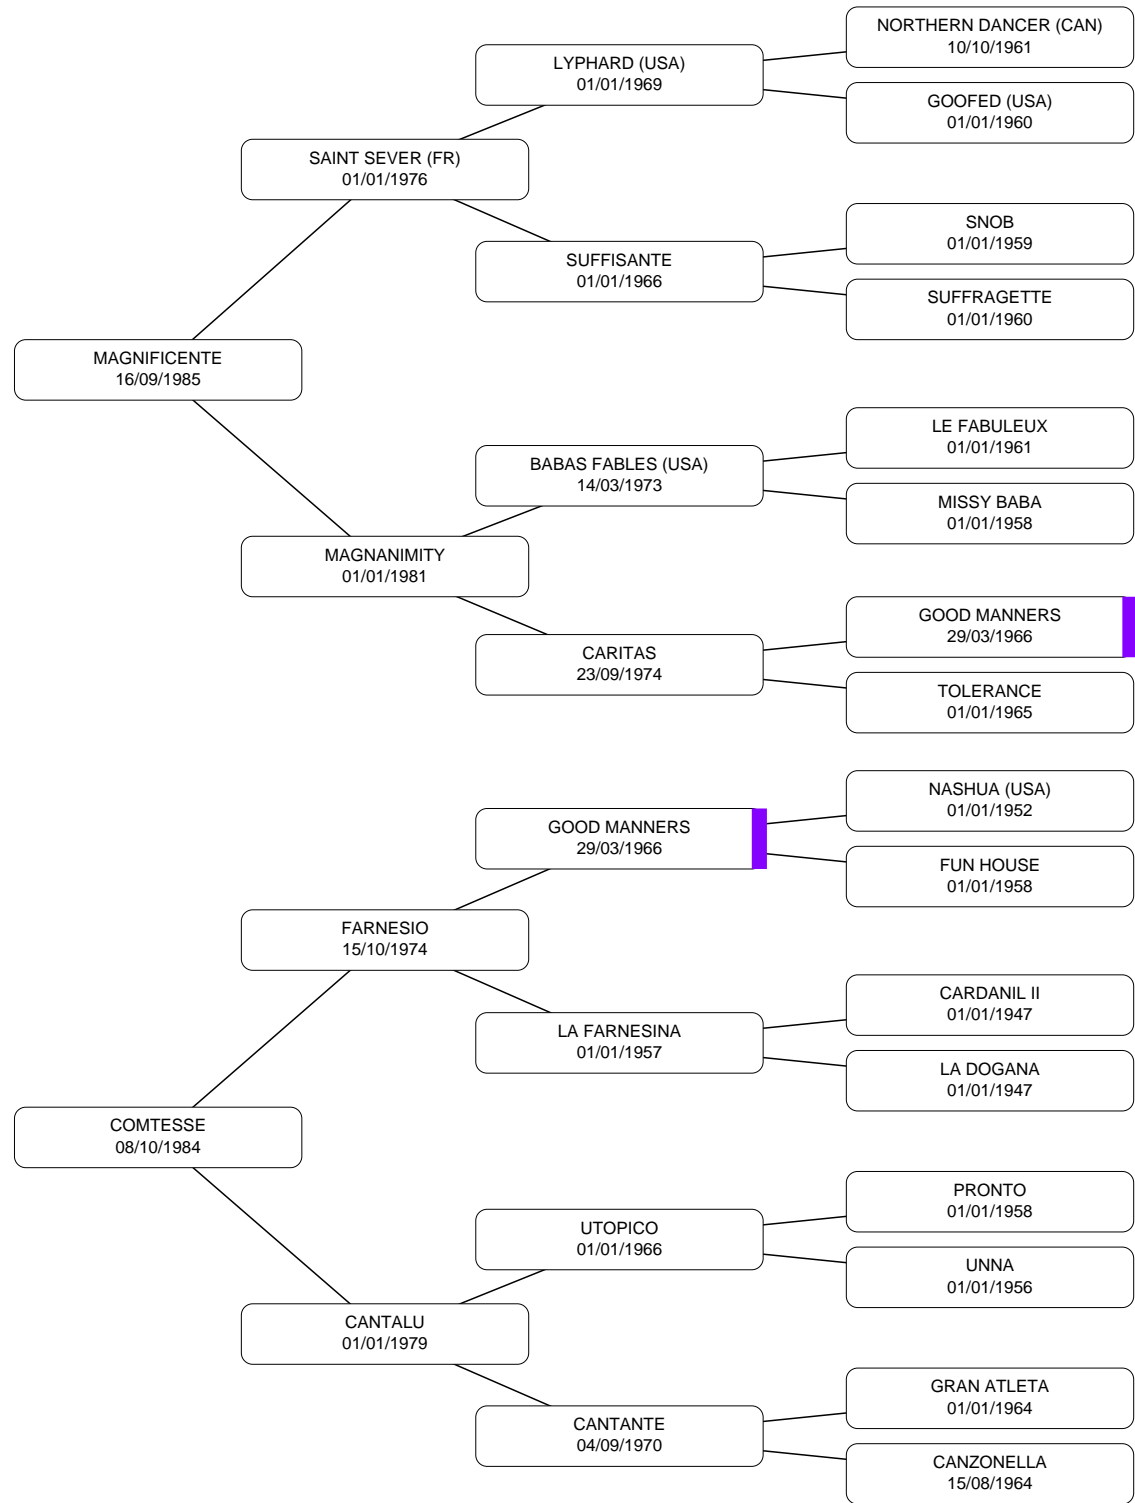 NORTHERN DANCER (CAN)
10/10/1961
LYPHARD (USA)
01/01/1969
GOOFED (USA)
01/01/1960
SAINT SEVER (FR)
01/01/1976
SNOB
01/01/1959
SUFFISANTE
01/01/1966
SUFFRAGETTE
01/01/1960
MAGNIFICENTE
16/09/1985
LE FABULEUX
01/01/1961
BABAS FABLES (USA)
14/03/1973
MISSY BABA
01/01/1958
MAGNANIMITY
01/01/1981
GOOD MANNERS
29/03/1966
CARITAS
23/09/1974
TOLERANCE
01/01/1965
NASHUA (USA)
01/01/1952
GOOD MANNERS
29/03/1966
FUN HOUSE
01/01/1958
FARNESIO
15/10/1974
CARDANIL II
01/01/1947
LA FARNESINA
01/01/1957
LA DOGANA
01/01/1947
COMTESSE
08/10/1984
PRONTO
01/01/1958
UTOPICO
01/01/1966
UNNA
01/01/1956
CANTALU
01/01/1979
GRAN ATLETA
01/01/1964
CANTANTE
04/09/1970
CANZONELLA
15/08/1964